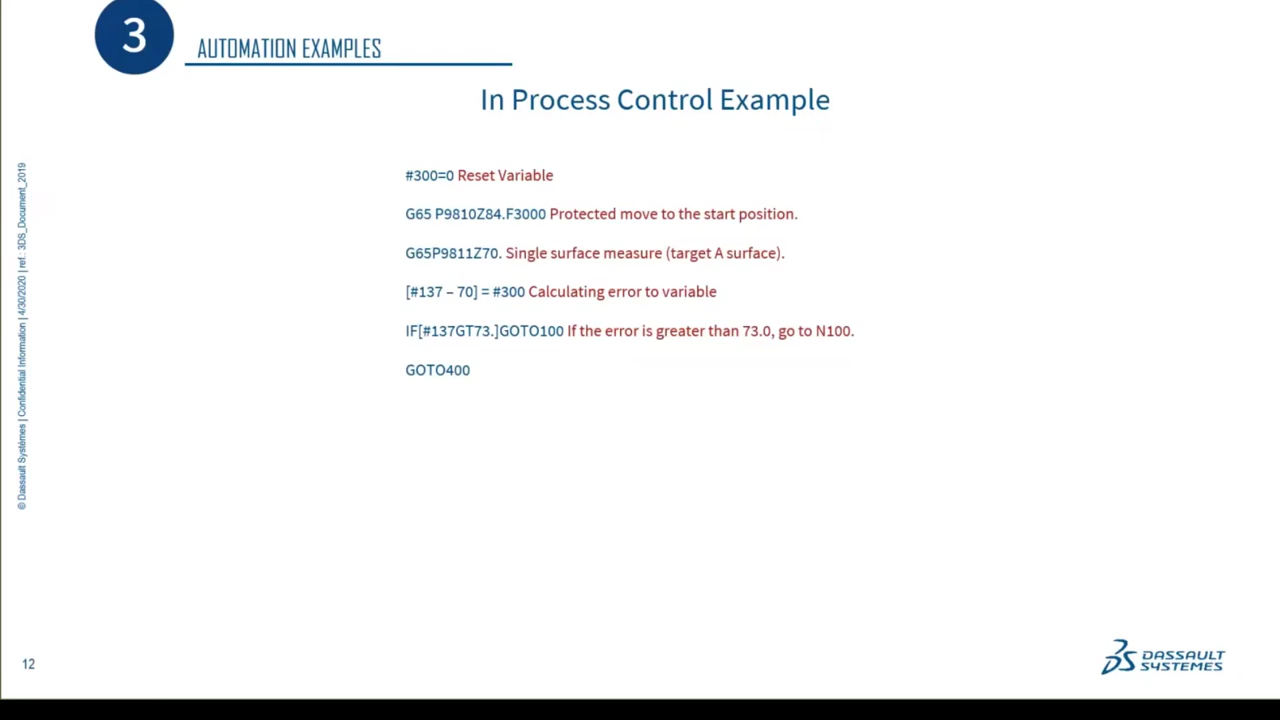 3
AUTOMATION EXAMPLES
In Process Control Example
#300=0 Reset Variable
G65 P9810Z84.F3000 Protected move to the start position.
G65P9811Z70. Single surface measure (target A surface).
[#137 – 70] = #300 Calculating error to variable
IF[#137GT73.]GOTO100 If the error is greater than 73.0, go to N100.
GOTO400
© Dassault Systèmes | Confidential Information | 4/30/2020 | ref.: 3DS_Document_2019
12
DASSAULT
SYSTEMES